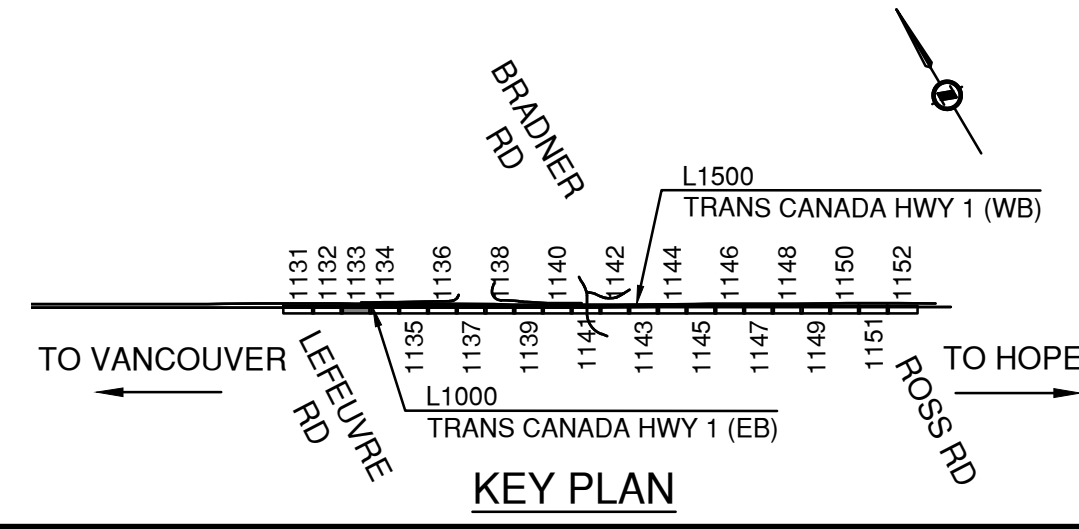 BRADNER
RD
L1500
TRANS CANADA HWY 1 (WB)
1131
1132
1133
1134
1136
1138
1140
1142
1144
1146
1148
1150
1152
1135
1137
1139
1141
1143
1145
1147
1149
1151
TO VANCOUVER
LEFEUVRE
RD
ROSS RD
TO HOPE
L1000
TRANS CANADA HWY 1 (EB)
KEY PLAN